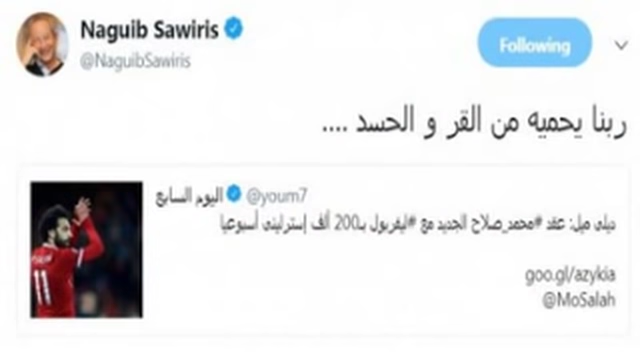 Naguib Sawiris
@NaguibSawiris
Following
ربنا يحميه من القر و الحسد ....
اليوم السابع @youm7
ديلى ميل: عقد #محمد_صلاح الجديد مع #ليفربول بـ200 ألف إسترلينى أسبوعيا
goo.gl/azykia
@MoSalah
11